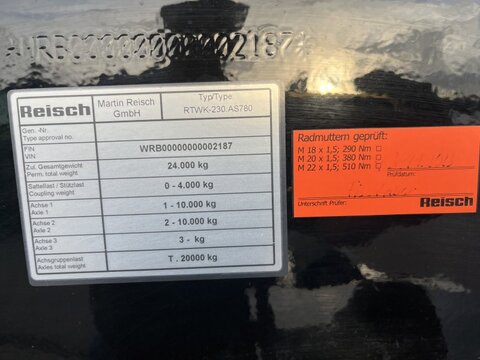 WRB00000000002187*
Reisch
Martin Reisch GmbH
Typ/Type:
RTWK-230.AS780
Gen.-Nr.
Type approval no.
FIN
VIN
WRB00000000002187
Zul. Gesamtgewicht
Perm. total weight
24.000 kg
Sattellast / Stützlast
Coupling weight
0 - 4.000 kg
Achse 1
Axle 1
1 - 10.000 kg
Achse 2
Axle 2
2 - 10.000 kg
Achse 3
Axle 3
3 - kg
Achsgruppenlast
Axles total weight
T . 20000 kg
Radmuttern geprüft:
M 18 x 1,5; 290 Nm
M 20 x 1,5; 380 Nm
M 22 x 1,5; 510 Nm
Prüfdatum:
Unterschrift Prüfer:
Reisch